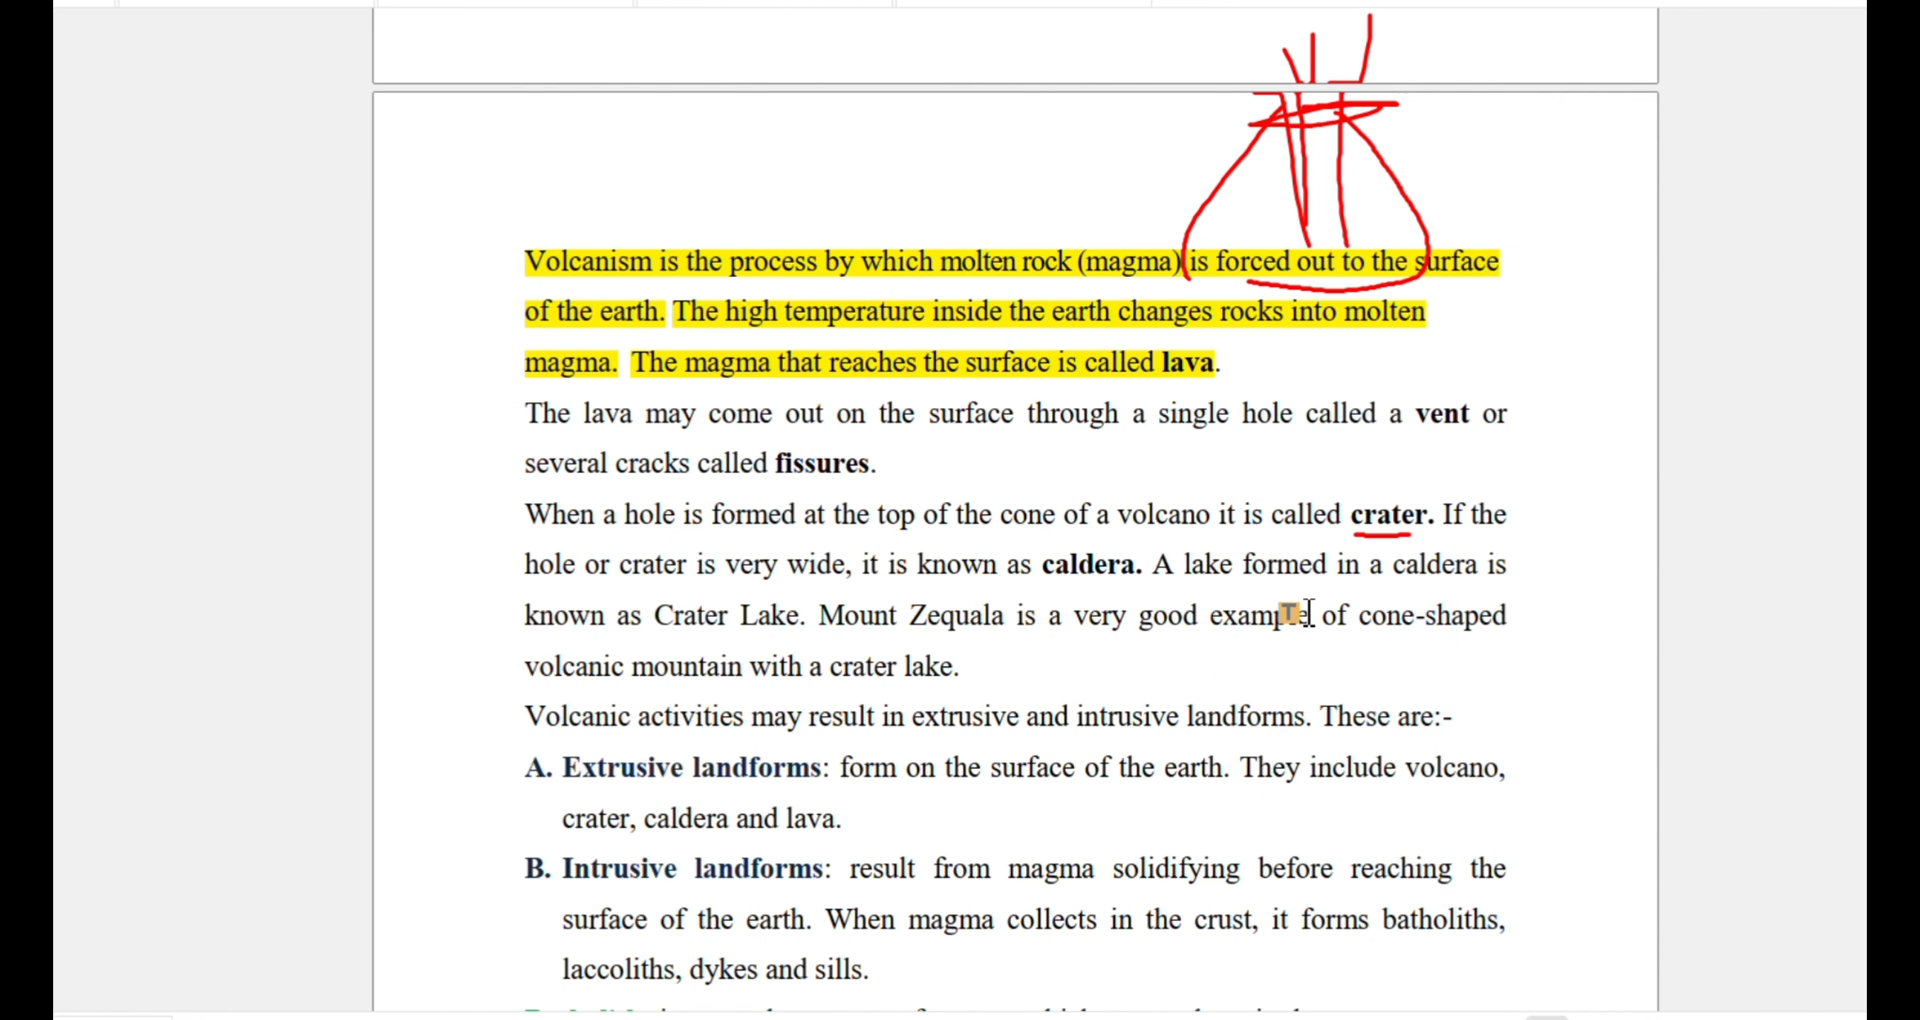 Volcanism is the process by which molten rock (magma) is forced out to the surface
of the earth. The high temperature inside the earth changes rocks into molten
magma. The magma that reaches the surface is called lava.
The lava may come out on the surface through a single hole called a vent or
several cracks called fissures.
When a hole is formed at the top of the cone of a volcano it is called crater. If the
hole or crater is very wide, it is known as caldera. A lake formed in a caldera is
known as Crater Lake. Mount Zequala is a very good example of cone-shaped
volcanic mountain with a crater lake.
Volcanic activities may result in extrusive and intrusive landforms. These are:-
A. Extrusive landforms: form on the surface of the earth. They include volcano,
crater, caldera and lava.
B. Intrusive landforms: result from magma solidifying before reaching the
surface of the earth. When magma collects in the crust, it forms batholiths,
laccoliths, dykes and sills.